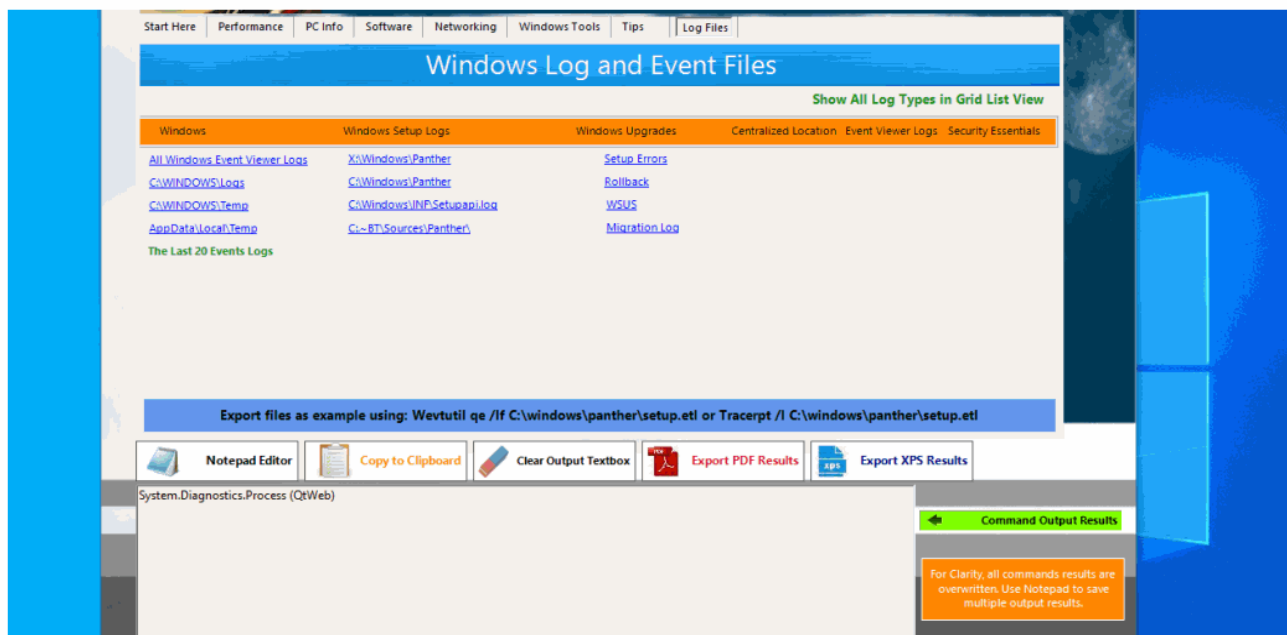 Start Here Performance PC Info Software Networking Windows Tools Tips Log Files
Windows Log and Event Files
Show All Log Types in Grid List View
Windows Windows Setup Logs Windows Upgrades Centralized Location Event Viewer Logs Security Essentials
All Windows Event Viewer Logs X:\Windows\Panther Setup Errors
C:\WINDOWS\Logs C:\Windows\Panther Rollback
C:\WINDOWS\Temp C:\Windows\INF\Setupapi.log WSUS
AppData\Local\Temp C:~BT\Sources\Panther\ Migration Log
The Last 20 Events Logs
Export files as example using: Wevtutil qe /lf C:\windows\panther\setup.etl or Tracerpt /l C:\windows\panther\setup.etl
Notepad Editor Copy to Clipboard Clear Output Textbox PDF Export PDF Results xps Export XPS Results
System.Diagnostics.Process (QtWeb)
Command Output Results
For Clarity, all commands results are
overwritten. Use Notepad to save
multiple output results.